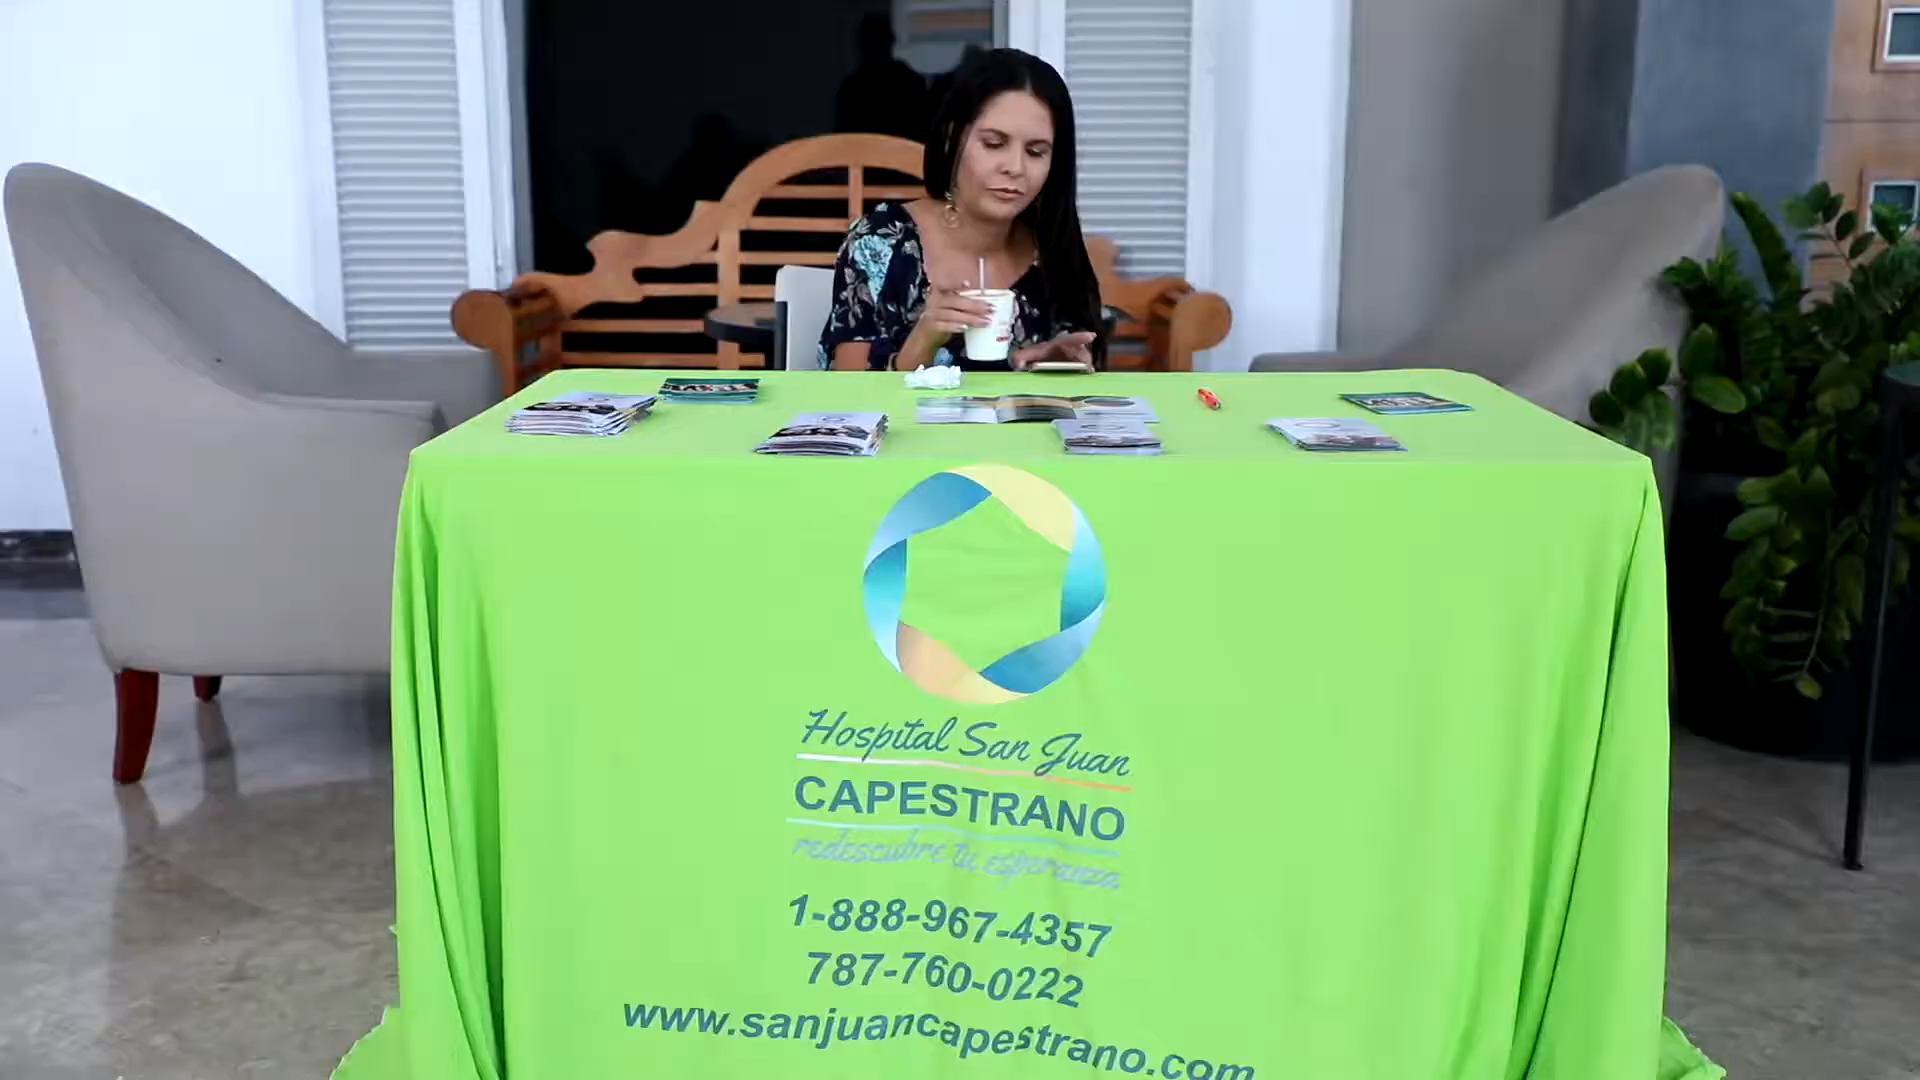 Hospital San Juan
CAPESTRANO
redescubre tu esperanza
1-888-967-4357
787-760-0222
www.sanjuancapestrano.com